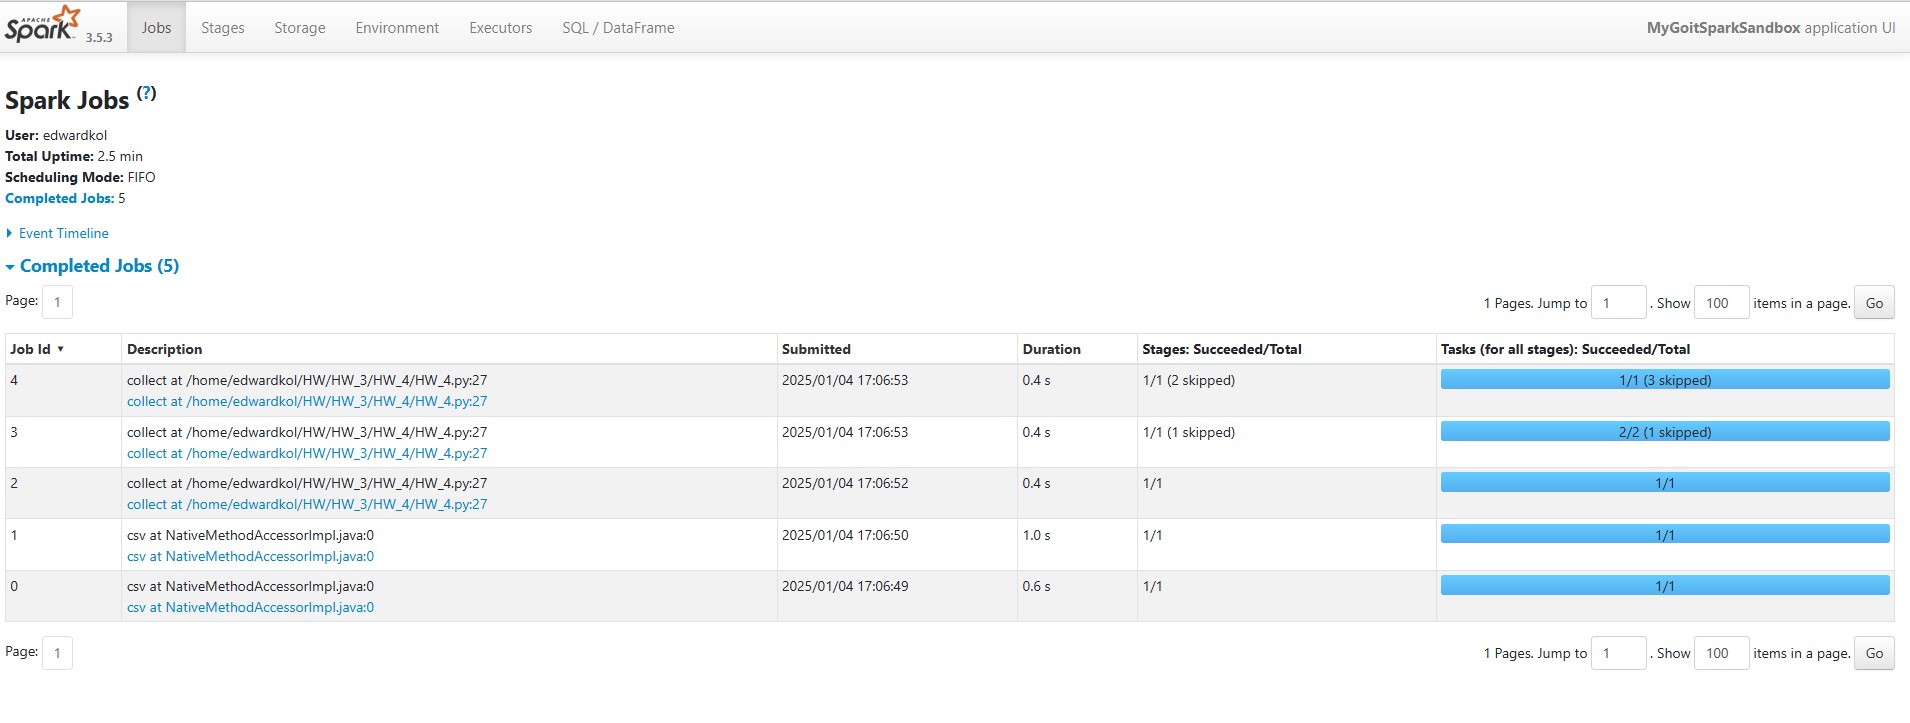 APACHE Spark 3.5.3 Jobs Stages Storage Environment Executors SQL / DataFrame MyGoitSparkSandbox application UI
Spark Jobs (?)
User: edwardkol
Total Uptime: 2.5 min
Scheduling Mode: FIFO
Completed Jobs: 5
Event Timeline
Completed Jobs (5)
Page: 1 1 Pages. Jump to 1 . Show 100 items in a page. Go
Job Id ▾ Description Submitted Duration Stages: Succeeded/Total Tasks (for all stages): Succeeded/Total
4 collect at /home/edwardkol/HW/HW_3/HW_4/HW_4.py:27 2025/01/04 17:06:53 0.4 s 1/1 (2 skipped) 1/1 (3 skipped)
collect at /home/edwardkol/HW/HW_3/HW_4/HW_4.py:27
3 collect at /home/edwardkol/HW/HW_3/HW_4/HW_4.py:27 2025/01/04 17:06:53 0.4 s 1/1 (1 skipped) 2/2 (1 skipped)
collect at /home/edwardkol/HW/HW_3/HW_4/HW_4.py:27
2 collect at /home/edwardkol/HW/HW_3/HW_4/HW_4.py:27 2025/01/04 17:06:52 0.4 s 1/1 1/1
collect at /home/edwardkol/HW/HW_3/HW_4/HW_4.py:27
1 csv at NativeMethodAccessorImpl.java:0 2025/01/04 17:06:50 1.0 s 1/1 1/1
csv at NativeMethodAccessorImpl.java:0
0 csv at NativeMethodAccessorImpl.java:0 2025/01/04 17:06:49 0.6 s 1/1 1/1
csv at NativeMethodAccessorImpl.java:0
Page: 1 1 Pages. Jump to 1 . Show 100 items in a page. Go